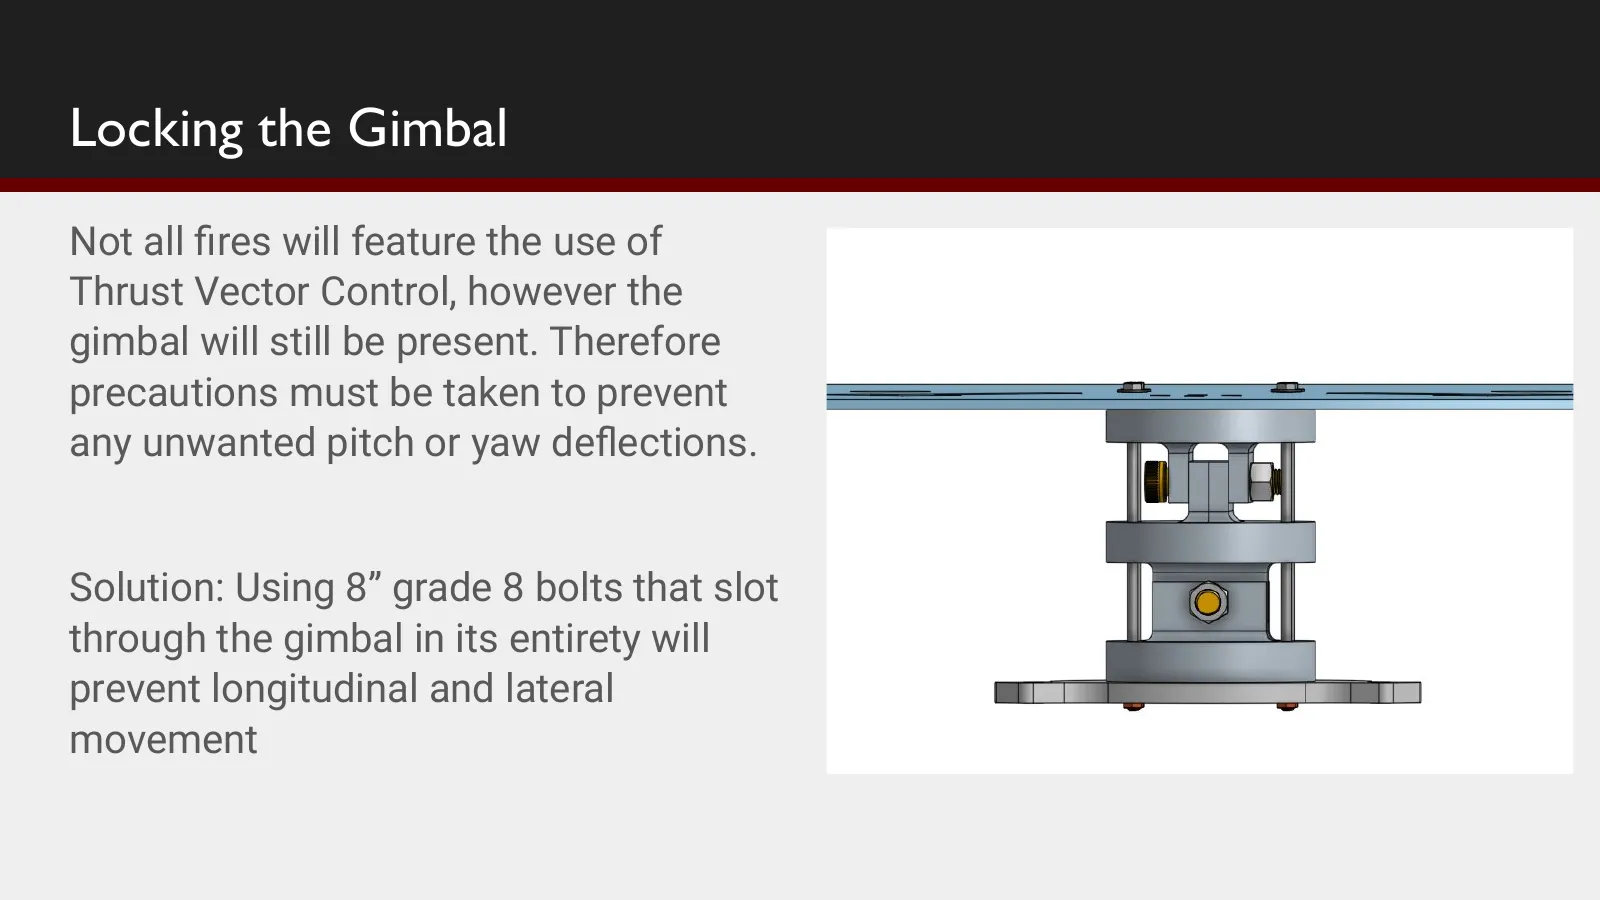 Locking the Gimbal
Not all fires will feature the use of
Thrust Vector Control, however the
gimbal will still be present. Therefore
precautions must be taken to prevent
any unwanted pitch or yaw deflections.
Solution: Using 8” grade 8 bolts that slot
through the gimbal in its entirety will
prevent longitudinal and lateral
movement